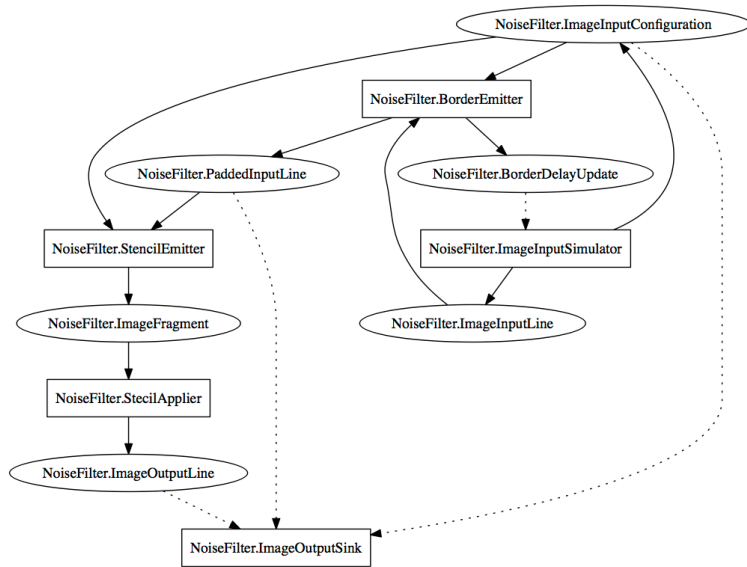 NoiseFilter.ImageInputConfiguration
NoiseFilter.BorderEmitter
NoiseFilter.PaddedInputLine
NoiseFilter.BorderDelayUpdate
NoiseFilter.StencilEmitter
NoiseFilter.ImageInputSimulator
NoiseFilter.ImageFragment
NoiseFilter.ImageInputLine
NoiseFilter.StecilApplier
NoiseFilter.ImageOutputLine
NoiseFilter.ImageOutputSink